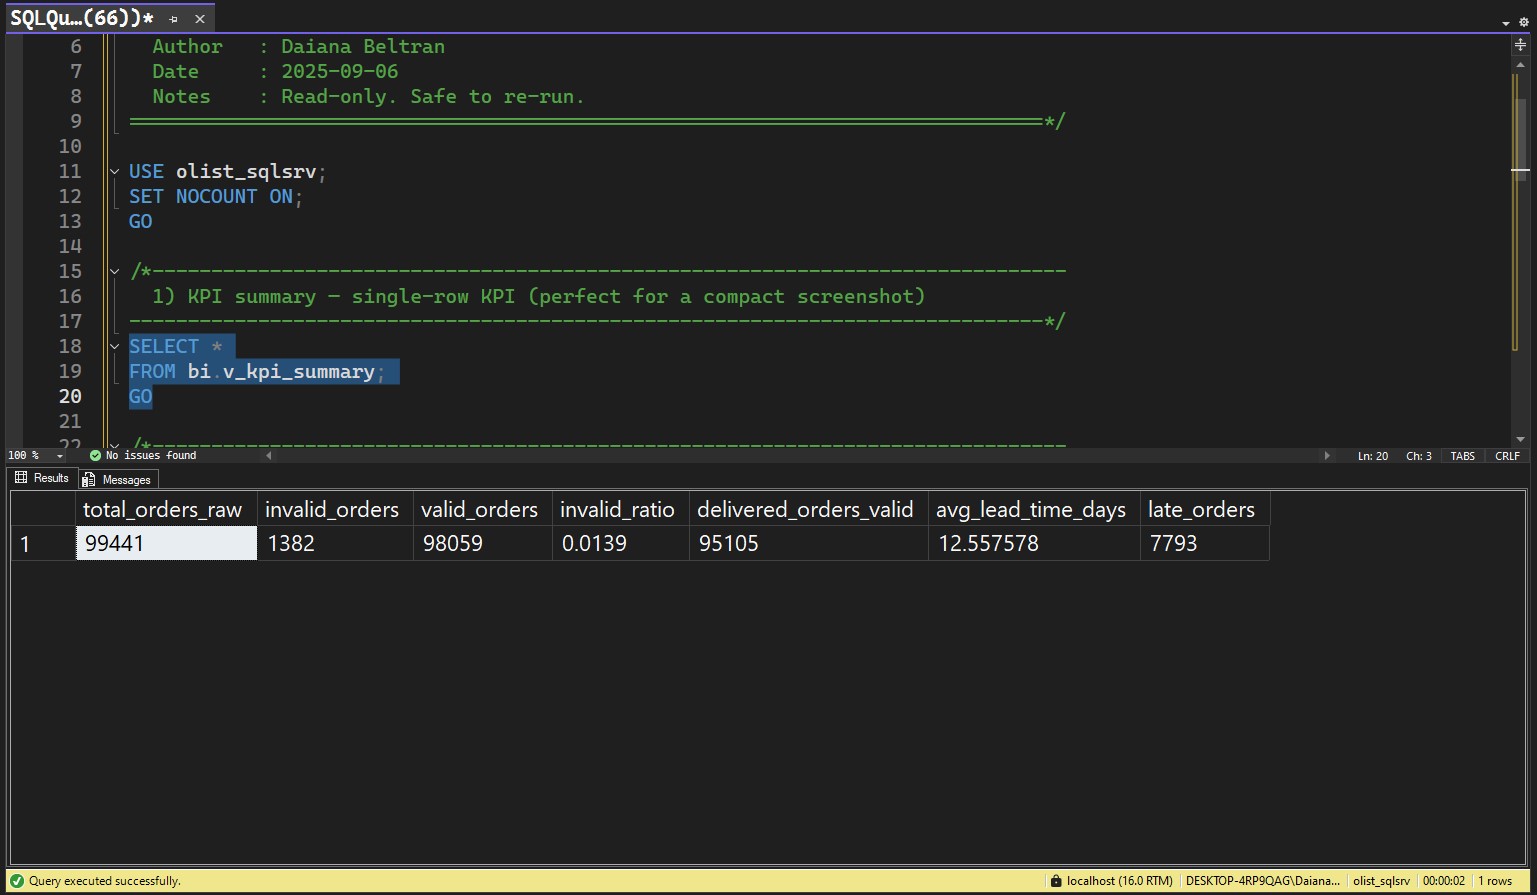 SQLQu...(66))*
6 Author : Daiana Beltran
7 Date : 2025-09-06
8 Notes : Read-only. Safe to re-run.
9 ==============================================================================*/
10
11 USE olist_sqlsrv;
12 SET NOCOUNT ON;
13 GO
14
15 /*------------------------------------------------------------------------------
16 1) KPI summary — single-row KPI (perfect for a compact screenshot)
17 ------------------------------------------------------------------------------*/
18 SELECT *
19 FROM bi.v_kpi_summary;
20 GO
21
22 /*------------------------------------------------------------------------------
100 % No issues found Ln: 20 Ch: 3 TABS CRLF
Results Messages
total_orders_raw invalid_orders valid_orders invalid_ratio delivered_orders_valid avg_lead_time_days late_orders
1 99441 1382 98059 0.0139 95105 12.557578 7793
Query executed successfully. localhost (16.0 RTM) DESKTOP-4RP9QAG\Daiana... olist_sqlsrv 00:00:02 1 rows